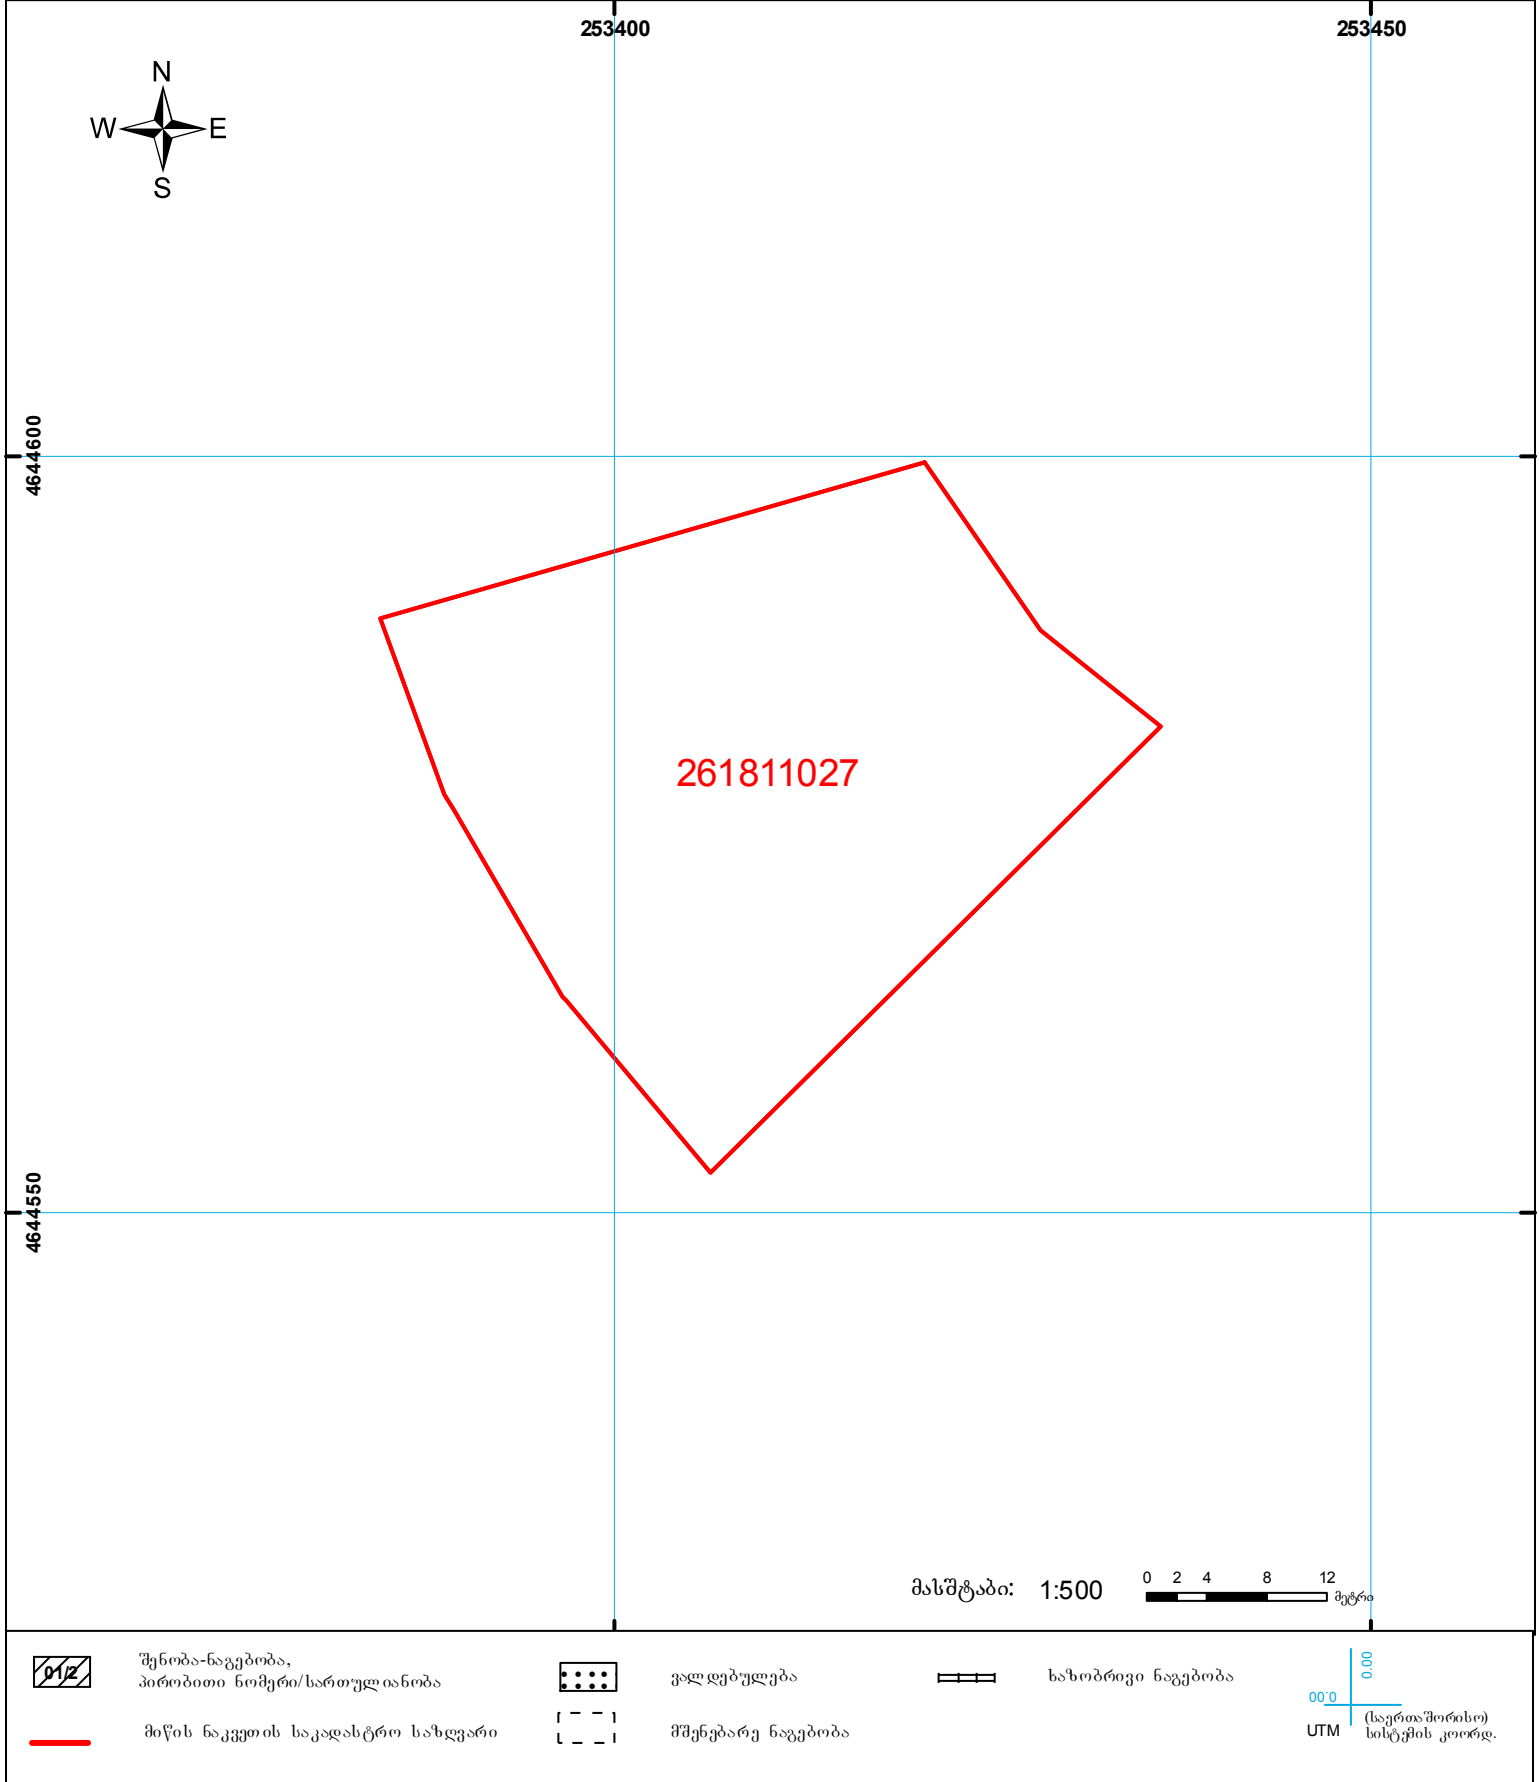 253400 253450
N
W E
S
4644600
261811027
4644550
მასშტაბი: 1:500
0 2 4 8 12
მეტრი
01/2
შენობა-ნაგებობა,
პირობითი ნომერი/სართულიანობა
ვალდებულება
ხაზობრივი ნაგებობა
მიწის ნაკვეთის საკადასტრო საზღვარი
მშენებარე ნაგებობა
00.0
00.0
UTM
(საერთაშორისო)
სისტემის კოორდ.